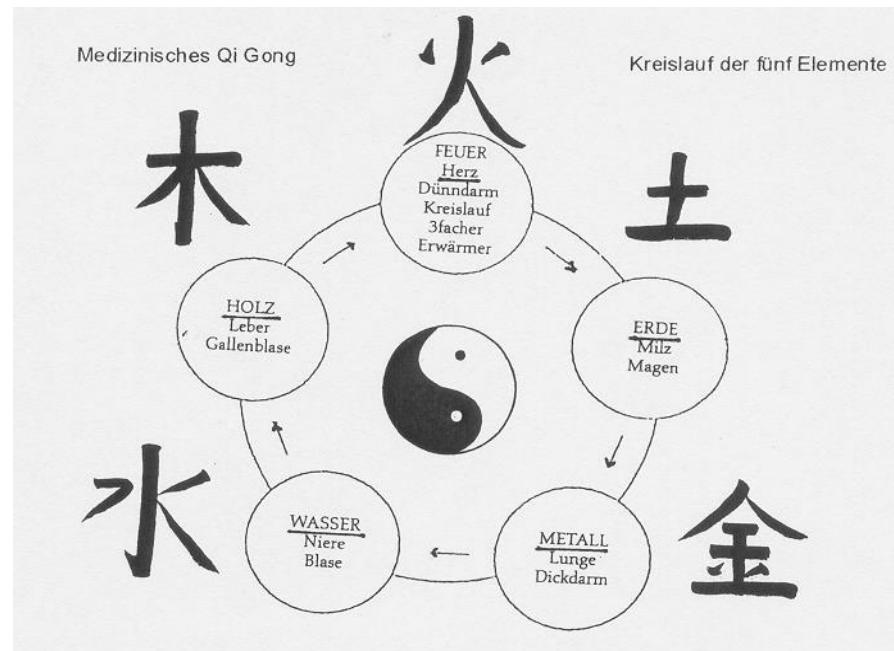 Medizinisches Qi Gong
Kreislauf der fünf Elemente
火
FEUER
Herz
Dünndarm
Kreislauf
3facher
Erwärmer
木
土
HOLZ
Leber
Gallenblase
ERDE
Milz
Magen
水
金
WASSER
Niere
Blase
METALL
Lunge
Dickdarm